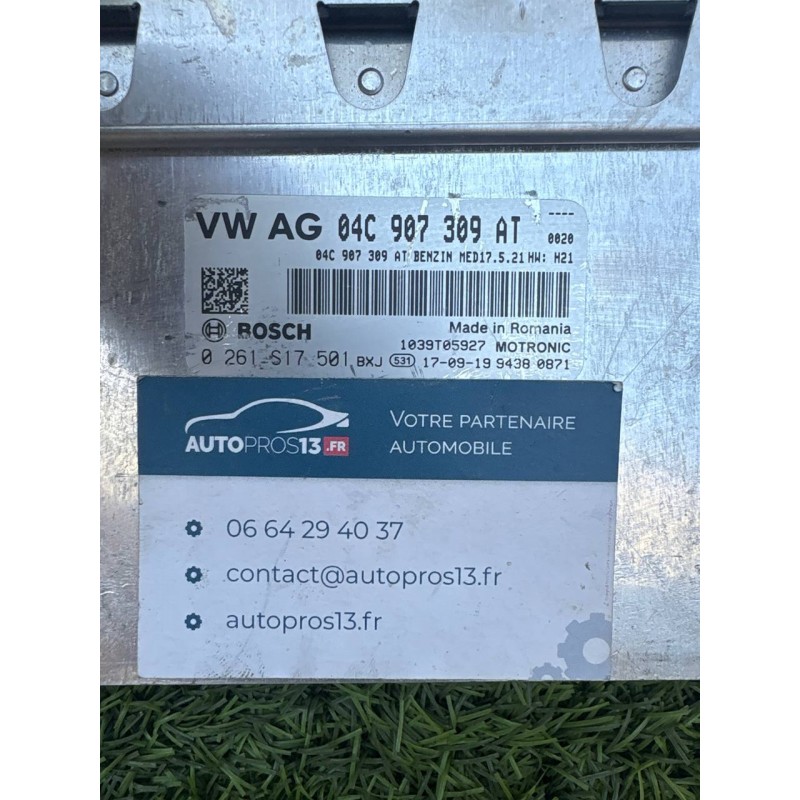 VW AG 04C 907 309 AT ----
0020
04C 907 309 AT BENZIN MED17.5.21 HW: H21
BOSCH Made in Romania
1039T05927 MOTRONIC
0 261 S17 501 BXJ 531 17-09-19 9438 0871
AUTOPROS13.FR
VOTRE PARTENAIRE
AUTOMOBILE
06 64 29 40 37
contact@autopros13.fr
autopros13.fr